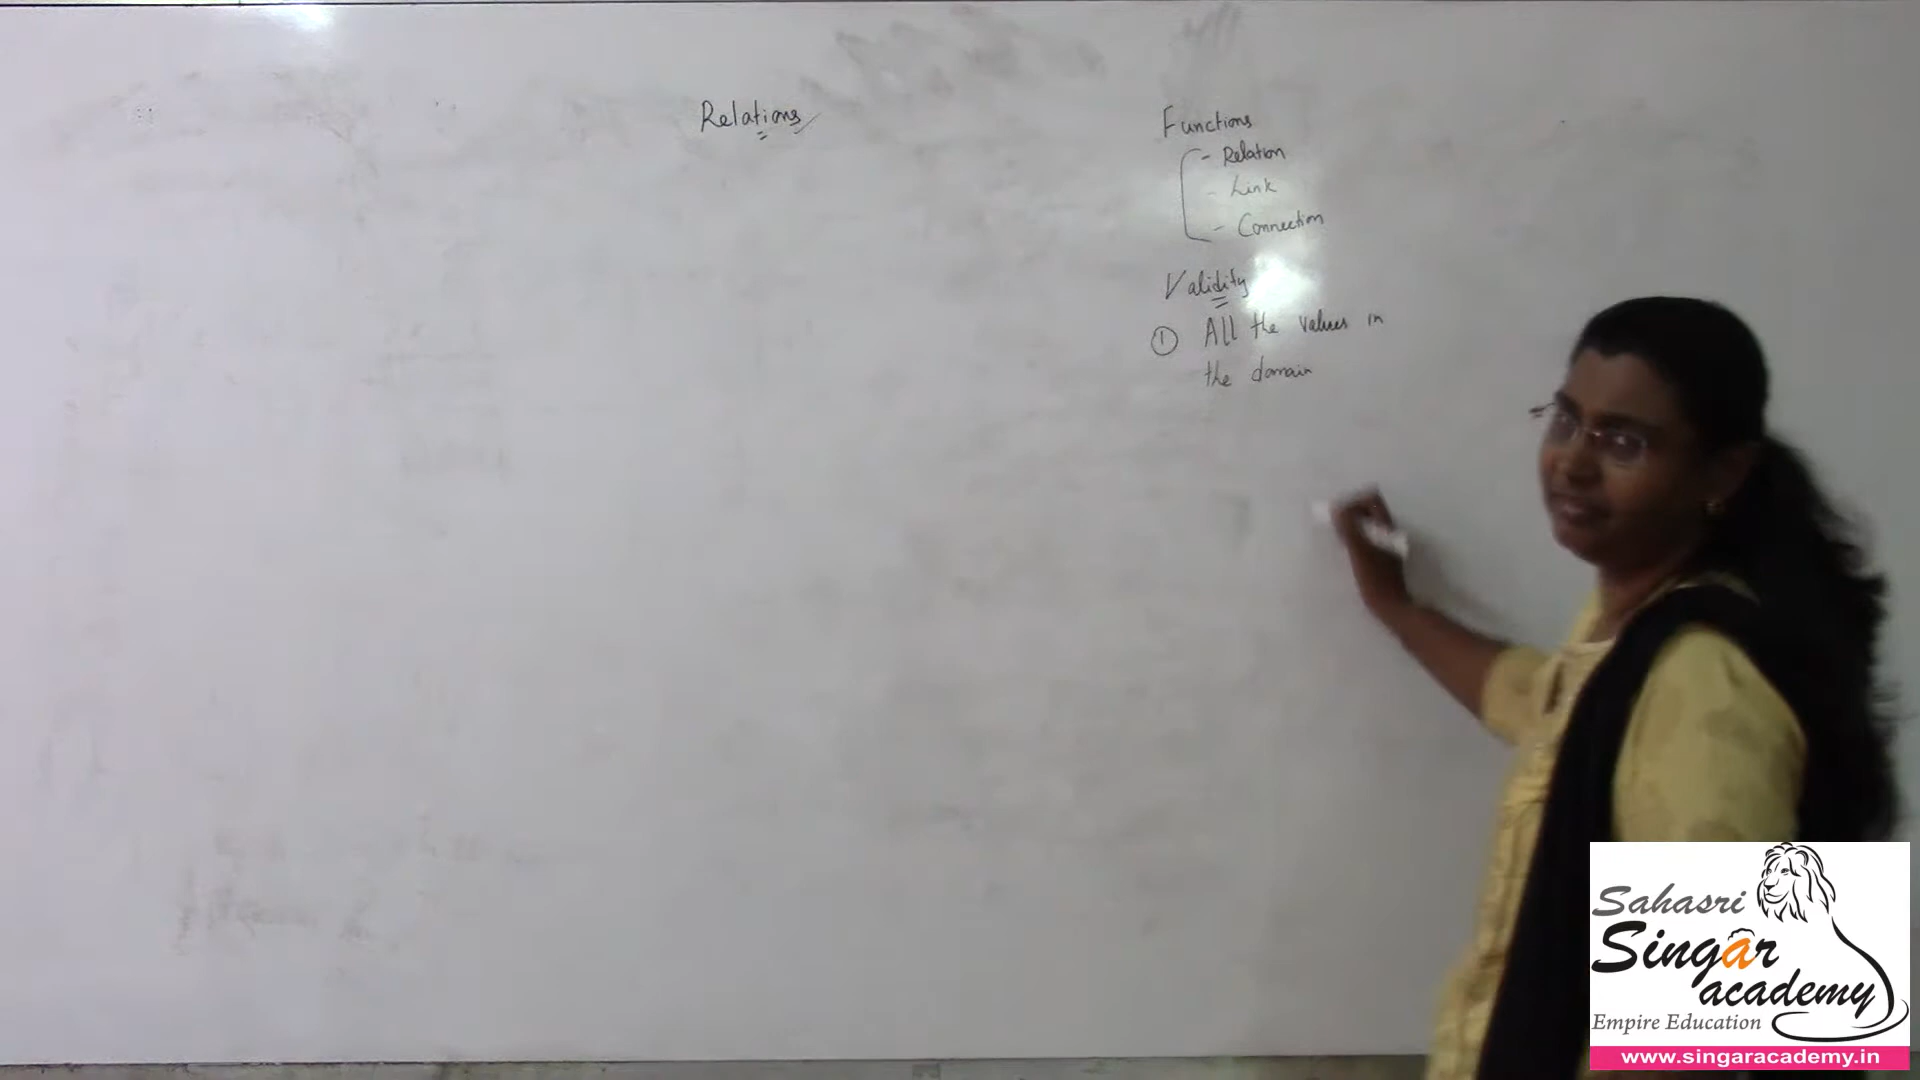 Relations
Functions
- Relation
- Link
- Connection
Validity
① All the values in
the domain
Sahasri
Singar
academy
Empire Education
www.singaracademy.in